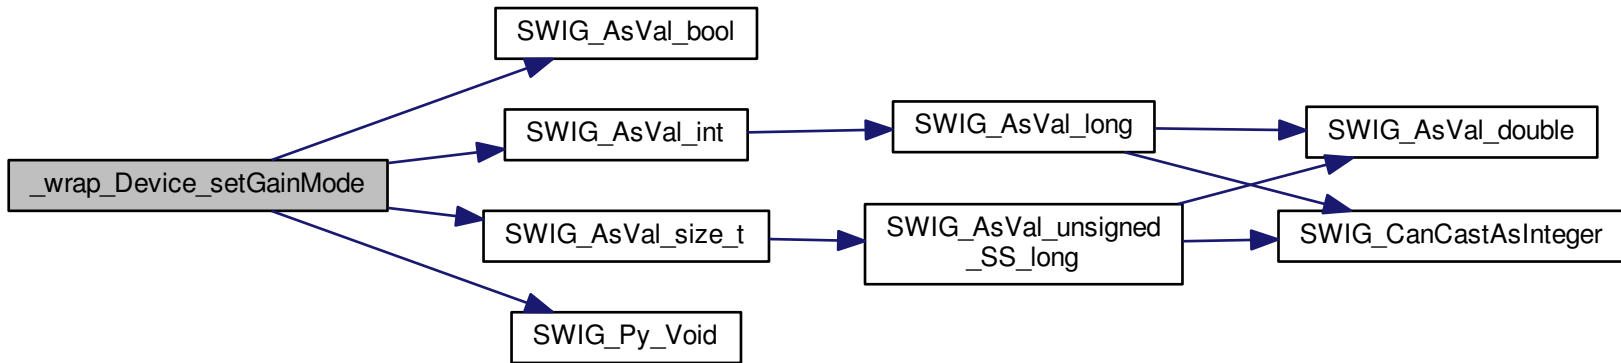 SWIG_AsVal_bool
SWIG_AsVal_int
SWIG_AsVal_long
SWIG_AsVal_double
_wrap_Device_setGainMode
SWIG_AsVal_size_t
SWIG_AsVal_unsigned
_SS_long
SWIG_CanCastAsInteger
SWIG_Py_Void